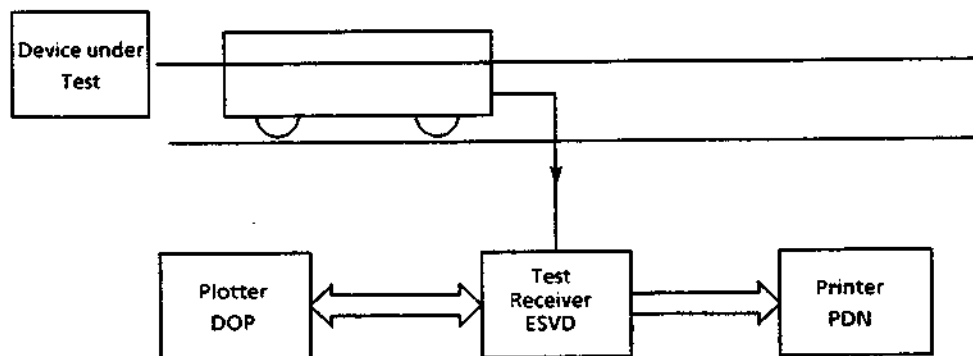 Device under
Test
Plotter
DOP
Test
Receiver
ESVD
Printer
PDN